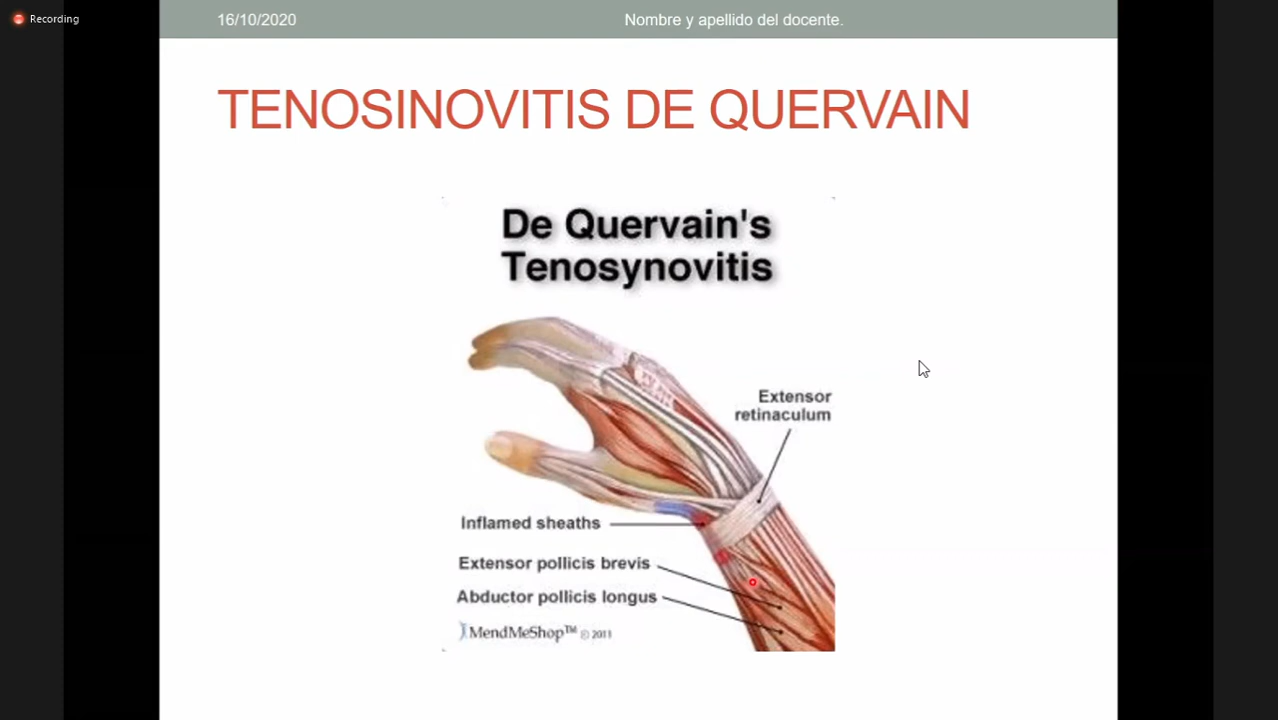 Recording
16/10/2020
Nombre y apellido del docente.
TENOSINOVITIS DE QUERVAIN
De Quervain's
Tenosynovitis
Extensor
retinaculum
Inflamed sheaths
Extensor pollicis brevis
Abductor pollicis longus
MendMeShop™ © 2011